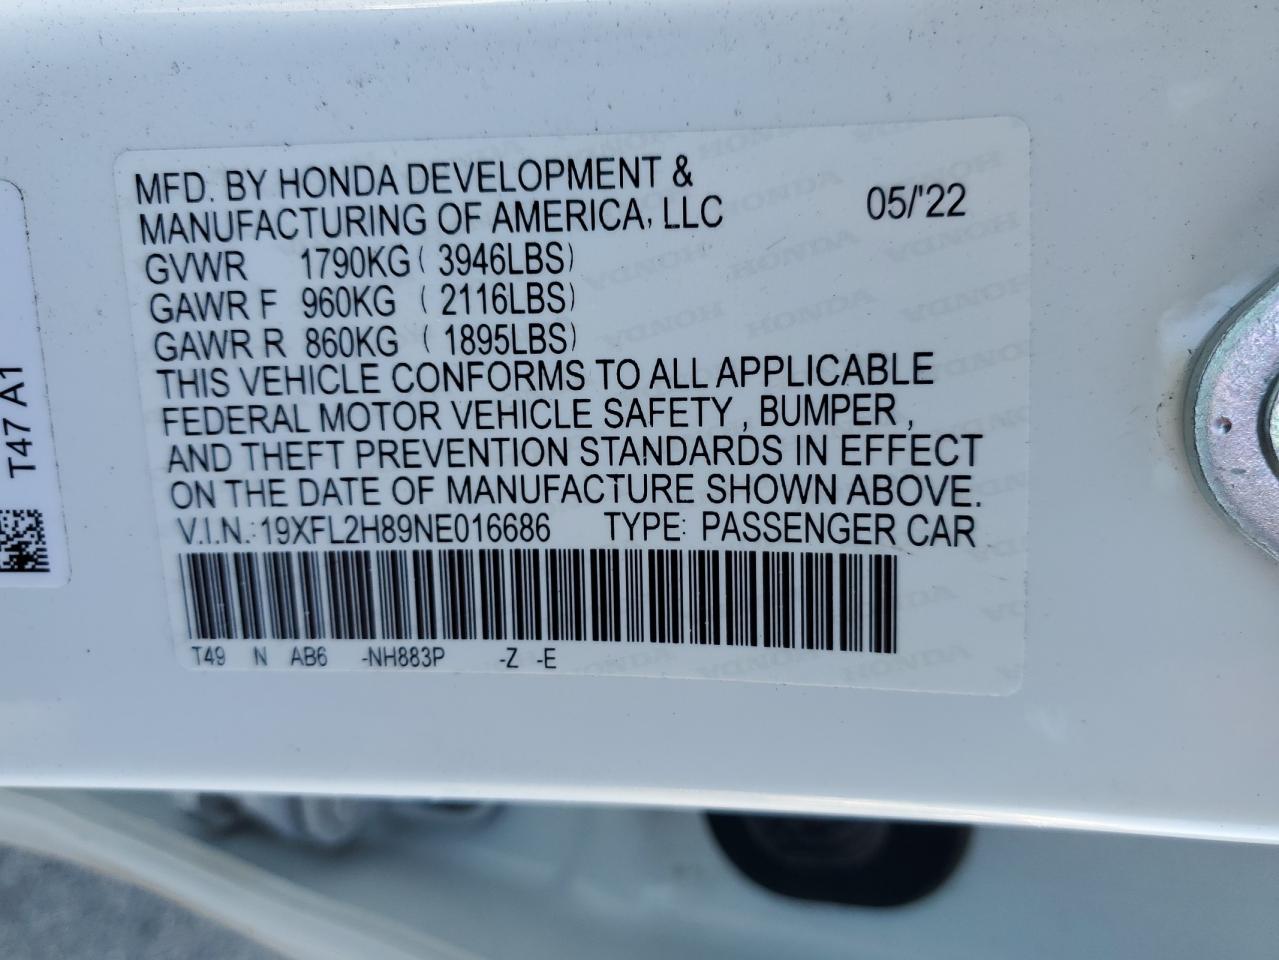 MFD. BY HONDA DEVELOPMENT &
MANUFACTURING OF AMERICA, LLC 05/'22
GVWR 1790KG ( 3946LBS)
GAWR F 960KG ( 2116LBS)
GAWR R 860KG ( 1895LBS)
THIS VEHICLE CONFORMS TO ALL APPLICABLE
FEDERAL MOTOR VEHICLE SAFETY , BUMPER ,
AND THEFT PREVENTION STANDARDS IN EFFECT
ON THE DATE OF MANUFACTURE SHOWN ABOVE.
V.I.N.: 19XFL2H89NE016686 TYPE: PASSENGER CAR
T49 N AB6 -NH883P -Z -E
T47 A1